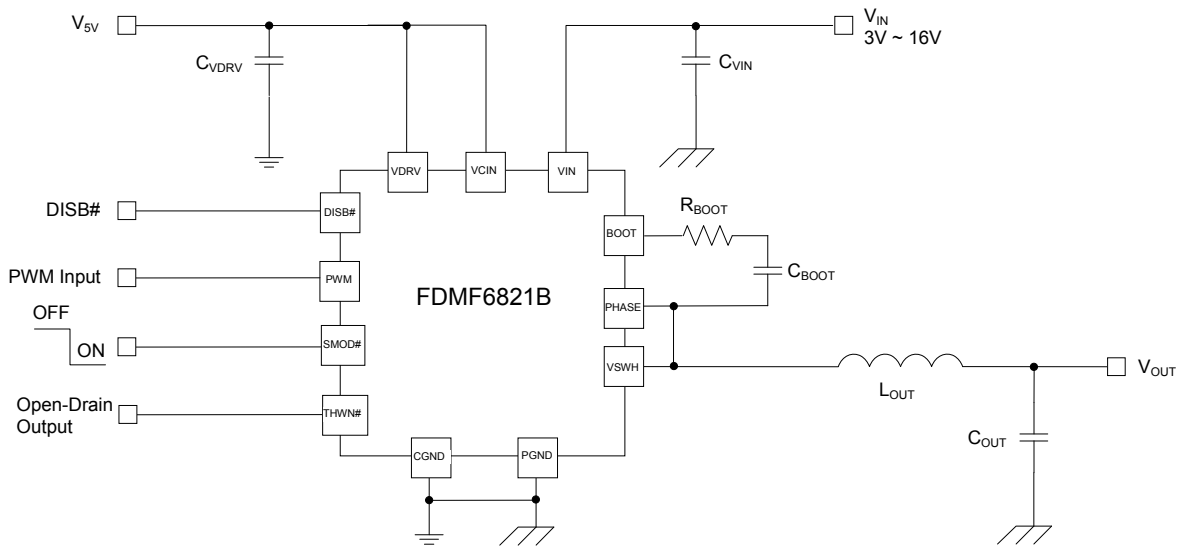 V5V
CVDRV
VIN
3V ~ 16V
CVIN
VDRV
VCIN
VIN
DISB#
DISB#
BOOT
RBOOT
PWM Input
PWM
FDMF6821B
CBOOT
PHASE
OFF
ON
SMOD#
VSWH
LOUT
VOUT
Open-Drain
Output
THWN#
CGND
PGND
COUT